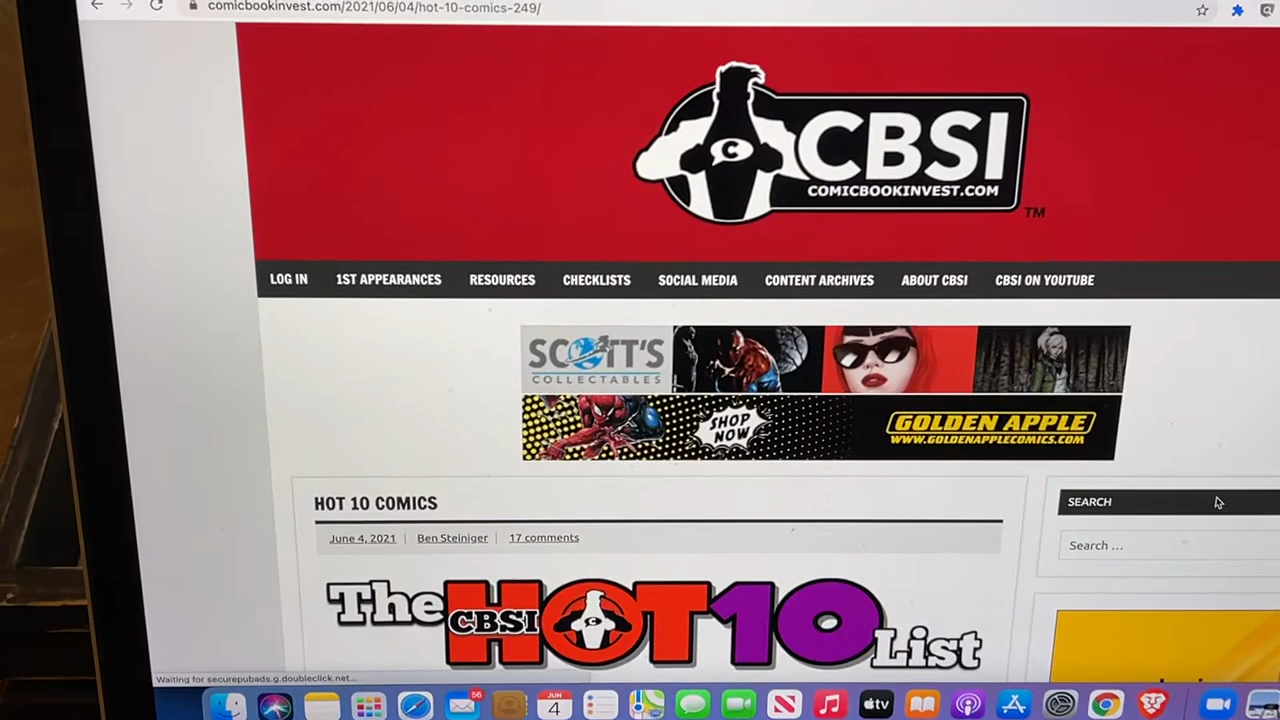 comicbookinvest.com/2021/06/04/hot-10-comics-249/
CBSI
COMICBOOKINVEST.COM
TM
LOG IN 1ST APPEARANCES RESOURCES CHECKLISTS SOCIAL MEDIA CONTENT ARCHIVES ABOUT CBSI CBSI ON YOUTUBE
SCOTT'S
COLLECTABLES
SHOP
NOW
GOLDEN APPLE
WWW.GOLDENAPPLECOMICS.COM
HOT 10 COMICS
June 4, 2021 | Ben Steiniger | 17 comments
SEARCH
Search ...
The CBSI HOT 10 List
Waiting for securepubads.g.doubleclick.net...
56
JUN
4
tv